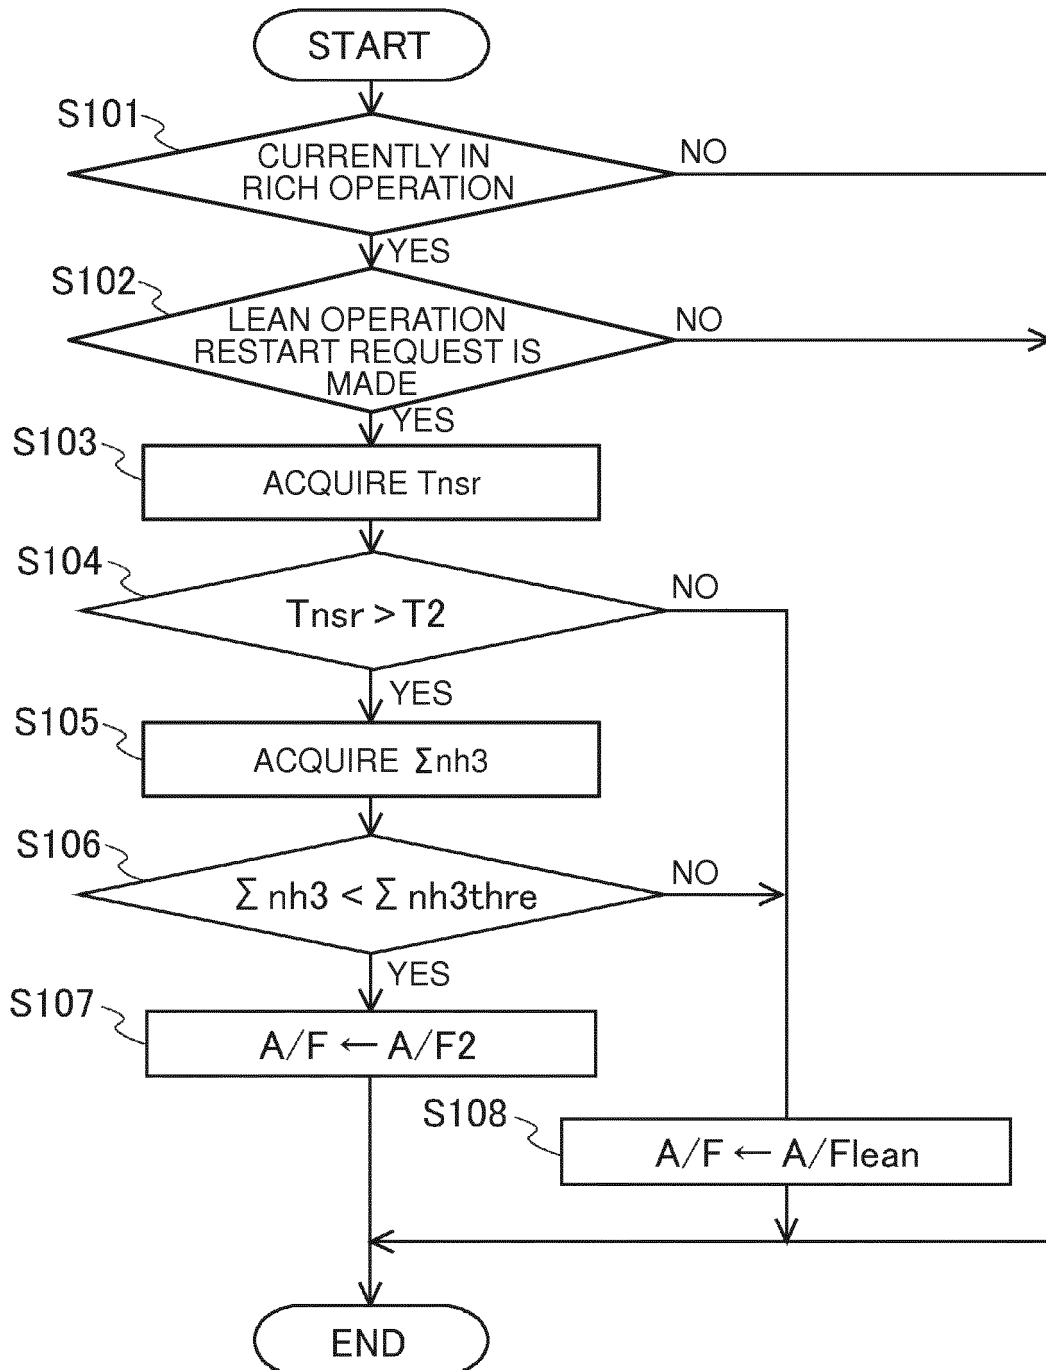 START
S101
CURRENTLY IN
RICH OPERATION
NO
YES
S102
LEAN OPERATION
RESTART REQUEST IS
MADE
NO
YES
S103
ACQUIRE Tnsr
S104
Tnsr > T2
NO
YES
S105
ACQUIRE Σnh3
S106
Σ nh3 < Σ nh3thre
NO
YES
S107
A/F ← A/F2
S108
A/F ← A/Flean
END